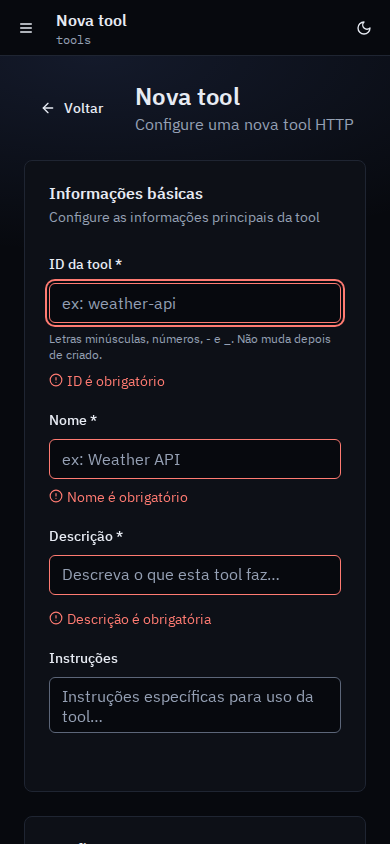 Nova tool
tools
Voltar
Nova tool
Configure uma nova tool HTTP
Informações básicas
Configure as informações principais da tool
ID da tool *
ex: weather-api
Letras minúsculas, números, - e _. Não muda depois
de criado.
ID é obrigatório
Nome *
ex: Weather API
Nome é obrigatório
Descrição *
Descreva o que esta tool faz...
Descrição é obrigatória
Instruções
Instruções específicas para uso da
tool...